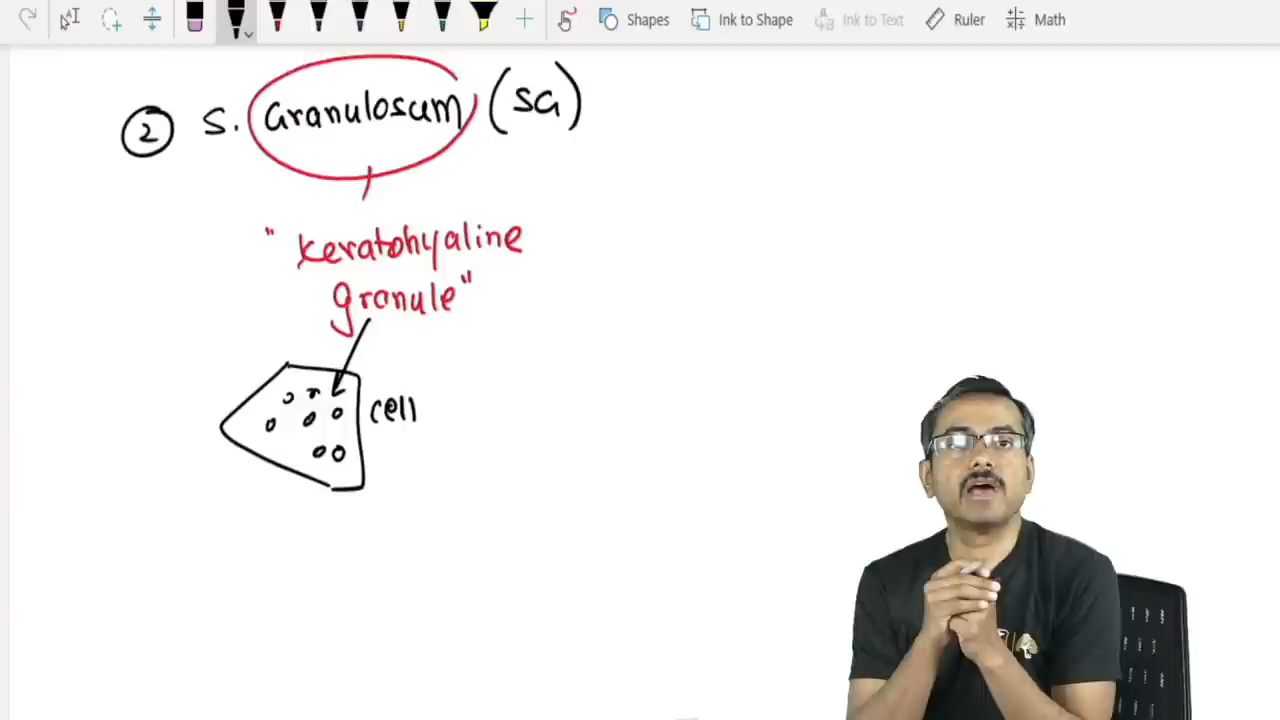 Shapes Ink to Shape Ink to Text Ruler Math
② S. Granulosum (SG)
" Keratohyaline
granule"
cell